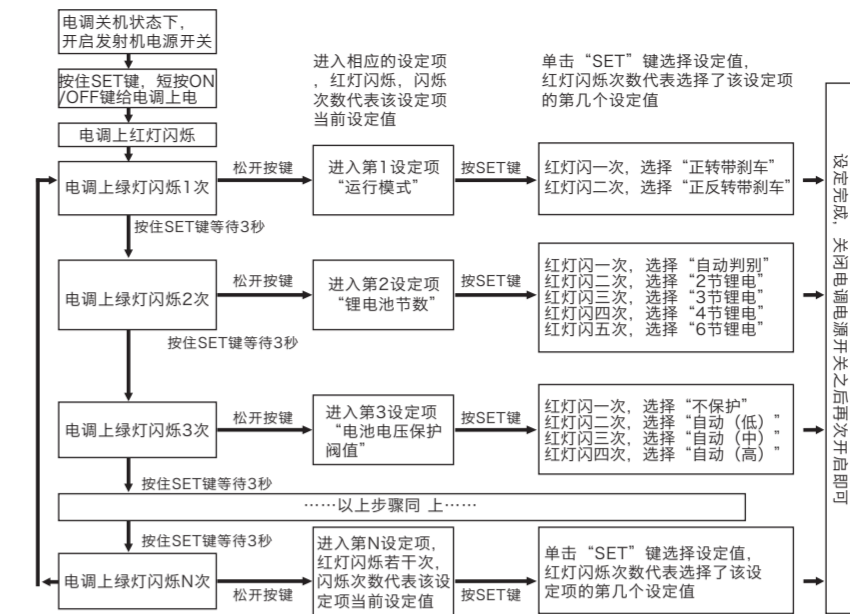 电调关机状态下,
开启发射机电源开关
按住SET键, 短按ON
/OFF键给电调上电
电调上红灯闪烁
进入相应的设定项
, 红灯闪烁, 闪烁
次数代表该设定项
当前设定值
单击“SET”键选择设定值,
红灯闪烁次数代表选择了该设定项
的第几个设定值
电调上绿灯闪烁1次
松开按键
进入第1设定项
“运行模式”
按SET键
红灯闪一次, 选择“正转带刹车”
红灯闪二次, 选择“正反转带刹车”
按住SET键等待3秒
电调上绿灯闪烁2次
松开按键
进入第2设定项
“锂电池节数”
按SET键
红灯闪一次, 选择“自动判别”
红灯闪二次, 选择“2节锂电”
红灯闪三次, 选择“3节锂电”
红灯闪四次, 选择“4节锂电”
红灯闪五次, 选择“6节锂电”
按住SET键等待3秒
电调上绿灯闪烁3次
松开按键
进入第3设定项
“电池电压保护
阀值”
按SET键
红灯闪一次, 选择“不保护”
红灯闪二次, 选择“自动（低）”
红灯闪三次, 选择“自动（中）”
红灯闪四次, 选择“自动（高）”
按住SET键等待3秒
……以上步骤同 上……
按住SET键等待3秒
电调上绿灯闪烁N次
松开按键
进入第N设定项,
红灯闪烁若干次,
闪烁次数代表该设
定项当前设定值
按SET键
单击“SET”键选择设定值,
红灯闪烁次数代表选择了该设
定项的第几个设定值
设定完成, 关闭电调电源开关之后再次开启即可